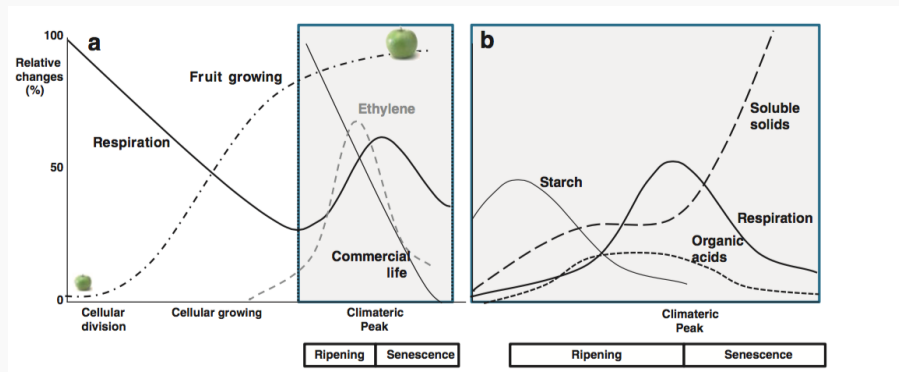 a
100
Relative
changes
(%)
Fruit growing
Ethylene
Respiration
50
Commercial
life
0
Cellular
division
Cellular growing
Climateric
Peak
Ripening
Senescence
b
Soluble
solids
Starch
Respiration
Organic
acids
Climateric
Peak
Ripening
Senescence